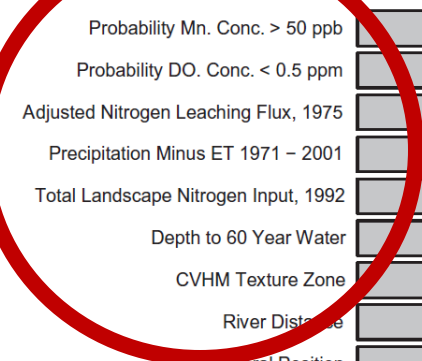 Probability Mn. Conc. > 50 ppb
Probability DO. Conc. < 0.5 ppm
Adjusted Nitrogen Leaching Flux, 1975
Precipitation Minus ET 1971 − 2001
Total Landscape Nitrogen Input, 1992
Depth to 60 Year Water
CVHM Texture Zone
River Distance
Position